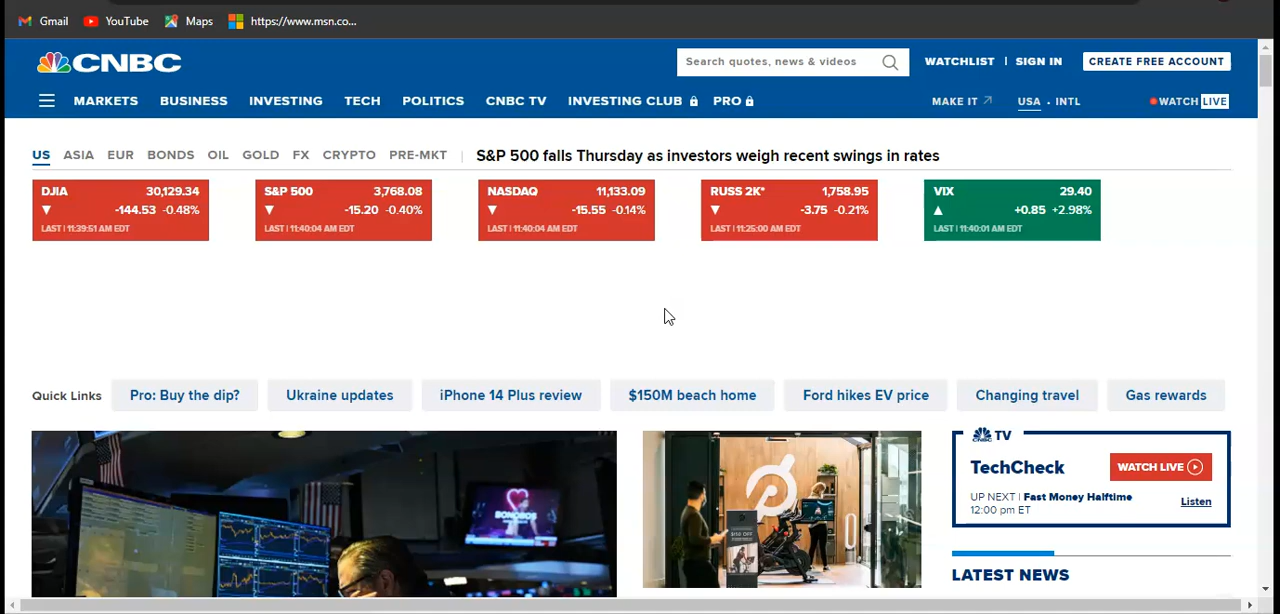 Gmail YouTube Maps https://www.msn.co...
CNBC Search quotes, news & videos WATCHLIST | SIGN IN CREATE FREE ACCOUNT
MARKETS BUSINESS INVESTING TECH POLITICS CNBC TV INVESTING CLUB PRO MAKE IT USA • INTL WATCH LIVE
US ASIA EUR BONDS OIL GOLD FX CRYPTO PRE-MKT | S&P 500 falls Thursday as investors weigh recent swings in rates
DJIA 30,129.34
-144.53 -0.48%
LAST | 11:39:51 AM EDT
S&P 500 3,768.08
-15.20 -0.40%
LAST | 11:40:04 AM EDT
NASDAQ 11,133.09
-15.55 -0.14%
LAST | 11:40:04 AM EDT
RUSS 2K* 1,758.95
-3.75 -0.21%
LAST | 11:25:00 AM EDT
VIX 29.40
+0.85 +2.98%
LAST | 11:40:01 AM EDT
Quick Links Pro: Buy the dip? Ukraine updates iPhone 14 Plus review $150M beach home Ford hikes EV price Changing travel Gas rewards
BONOBOS
TV
TechCheck WATCH LIVE
UP NEXT | Fast Money Halftime
12:00 pm ET Listen
LATEST NEWS